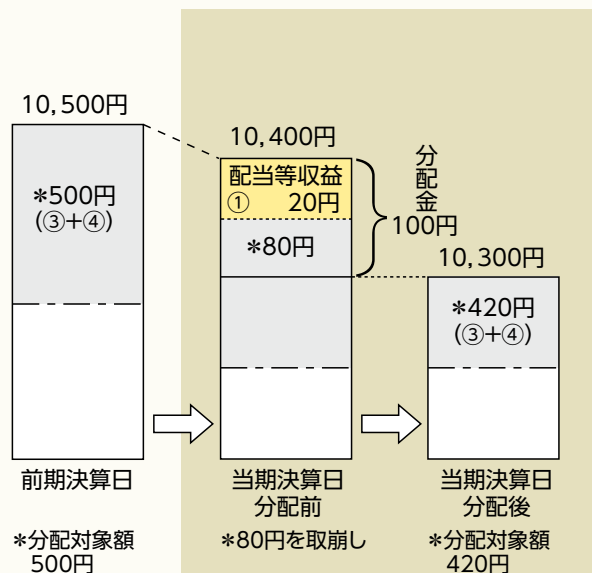 10,500円
*500円
(③+④)
前期決算日
*分配対象額
500円
10,400円
配当等収益
① 20円
*80円
分配金
100円
当期決算日
分配前
*80円を取崩し
10,300円
*420円
(③+④)
当期決算日
分配後
*分配対象額
420円